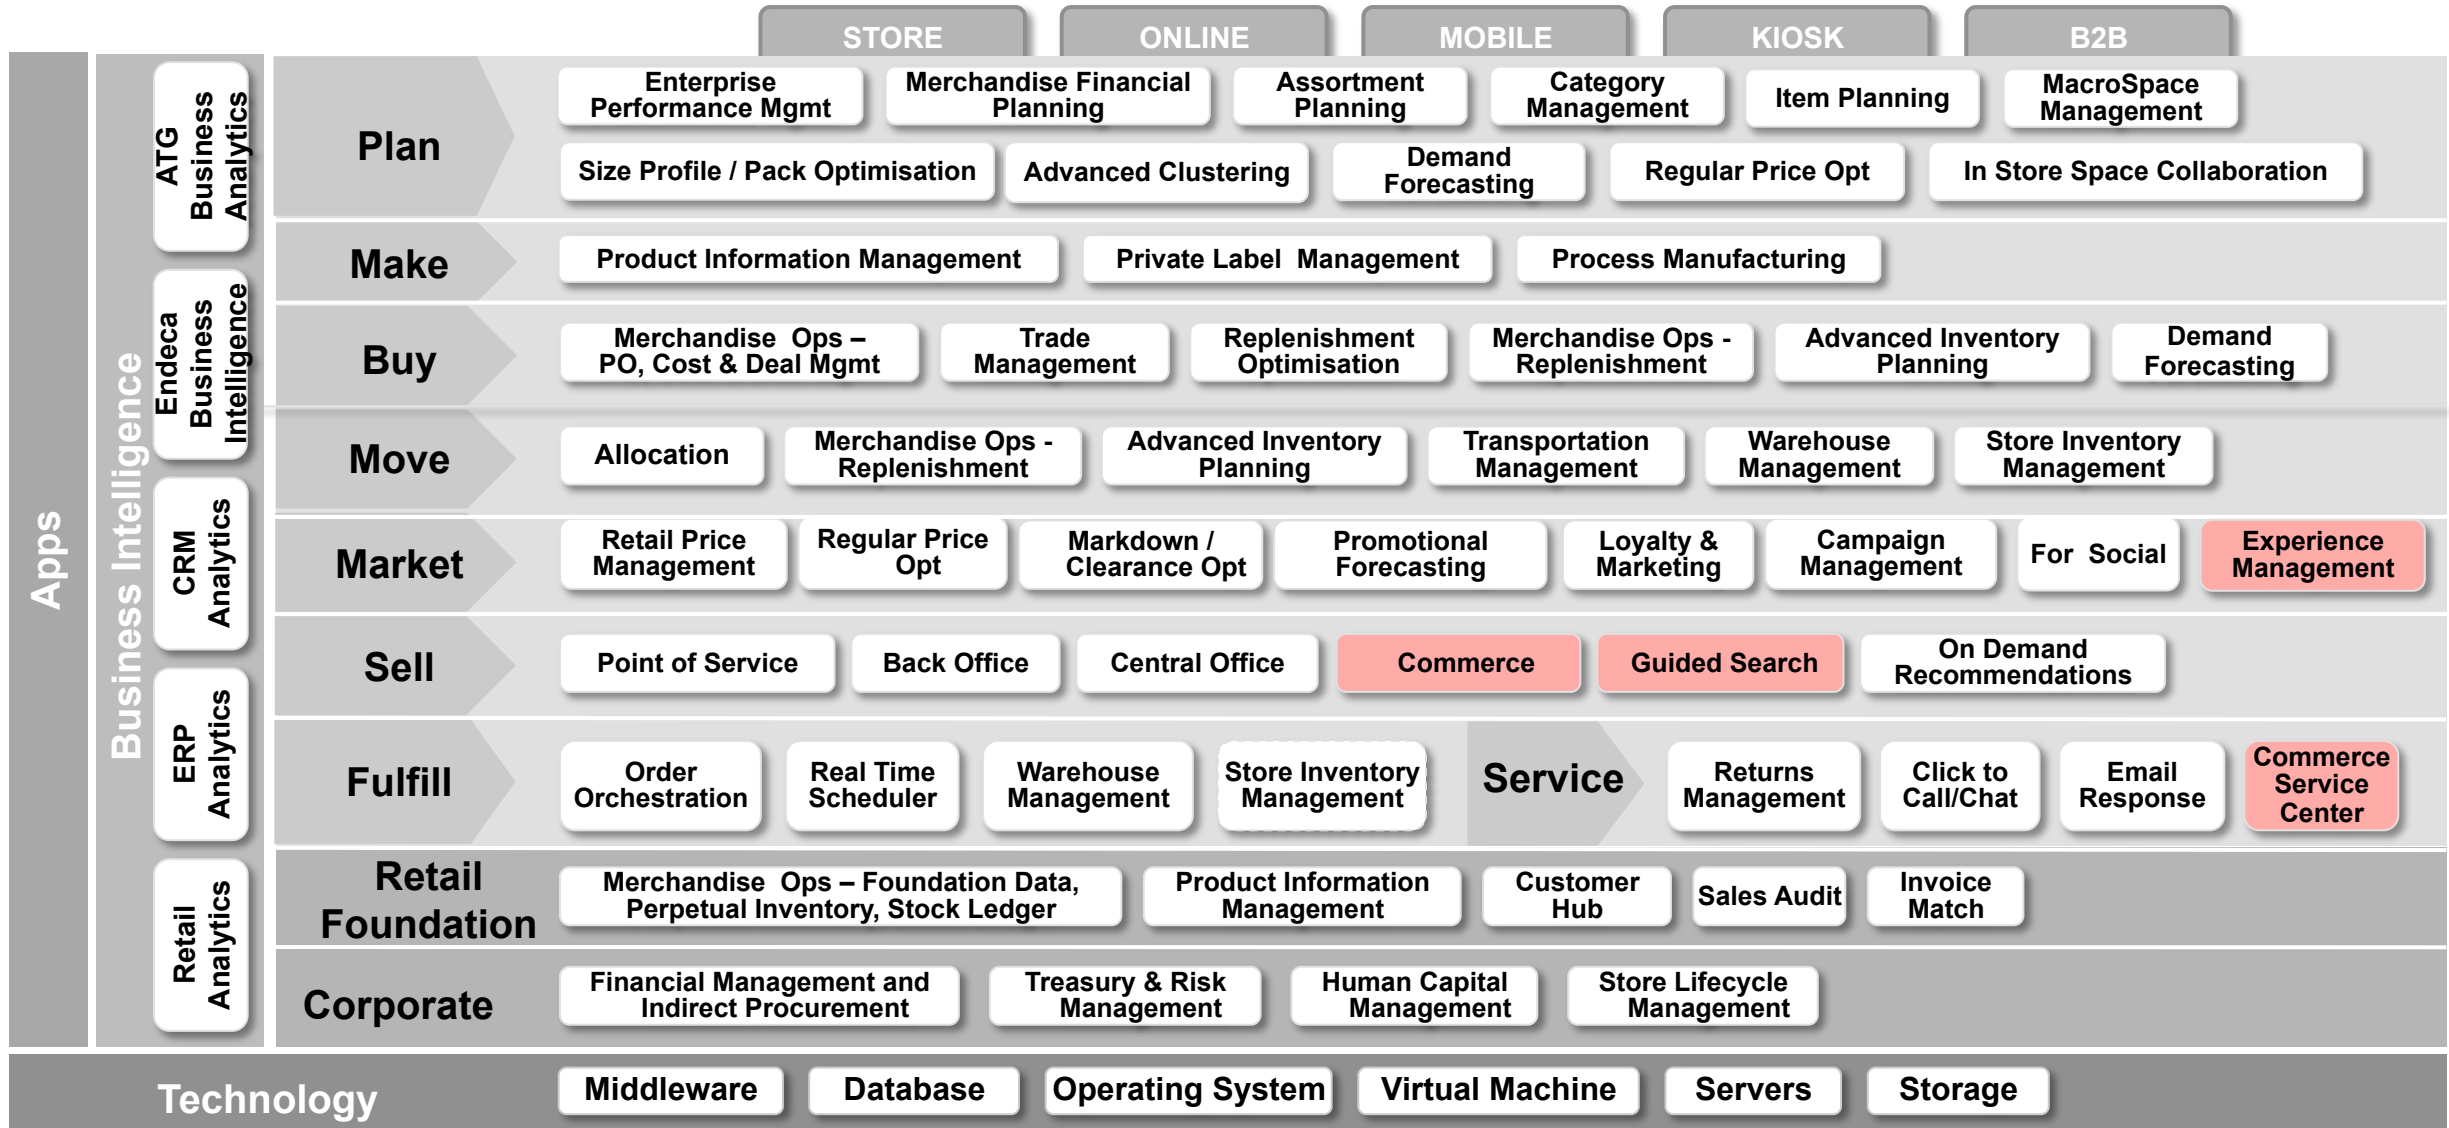 STORE
ONLINE
MOBILE
KIOSK
B2B
Apps
Business Intelligence
ATG
Business
Analytics
Endeca
Business
Intelligence
CRM
Analytics
ERP
Analytics
Retail
Analytics
Plan
Enterprise
Performance Mgmt
Merchandise Financial
Planning
Assortment
Planning
Category
Management
Item Planning
MacroSpace
Management
Size Profile / Pack Optimisation
Advanced Clustering
Demand
Forecasting
Regular Price Opt
In Store Space Collaboration
Make
Product Information Management
Private Label Management
Process Manufacturing
Buy
Merchandise Ops –
PO, Cost & Deal Mgmt
Trade
Management
Replenishment
Optimisation
Merchandise Ops -
Replenishment
Advanced Inventory
Planning
Demand
Forecasting
Move
Allocation
Merchandise Ops -
Replenishment
Advanced Inventory
Planning
Transportation
Management
Warehouse
Management
Store Inventory
Management
Market
Retail Price
Management
Regular Price
Opt
Markdown /
Clearance Opt
Promotional
Forecasting
Loyalty &
Marketing
Campaign
Management
For Social
Experience
Management
Sell
Point of Service
Back Office
Central Office
Commerce
Guided Search
On Demand
Recommendations
Fulfill
Order
Orchestration
Real Time
Scheduler
Warehouse
Management
Store Inventory
Management
Service
Returns
Management
Click to
Call/Chat
Email
Response
Commerce
Service
Center
Retail
Foundation
Merchandise Ops – Foundation Data,
Perpetual Inventory, Stock Ledger
Product Information
Management
Customer
Hub
Sales Audit
Invoice
Match
Corporate
Financial Management and
Indirect Procurement
Treasury & Risk
Management
Human Capital
Management
Store Lifecycle
Management
Technology
Middleware
Database
Operating System
Virtual Machine
Servers
Storage